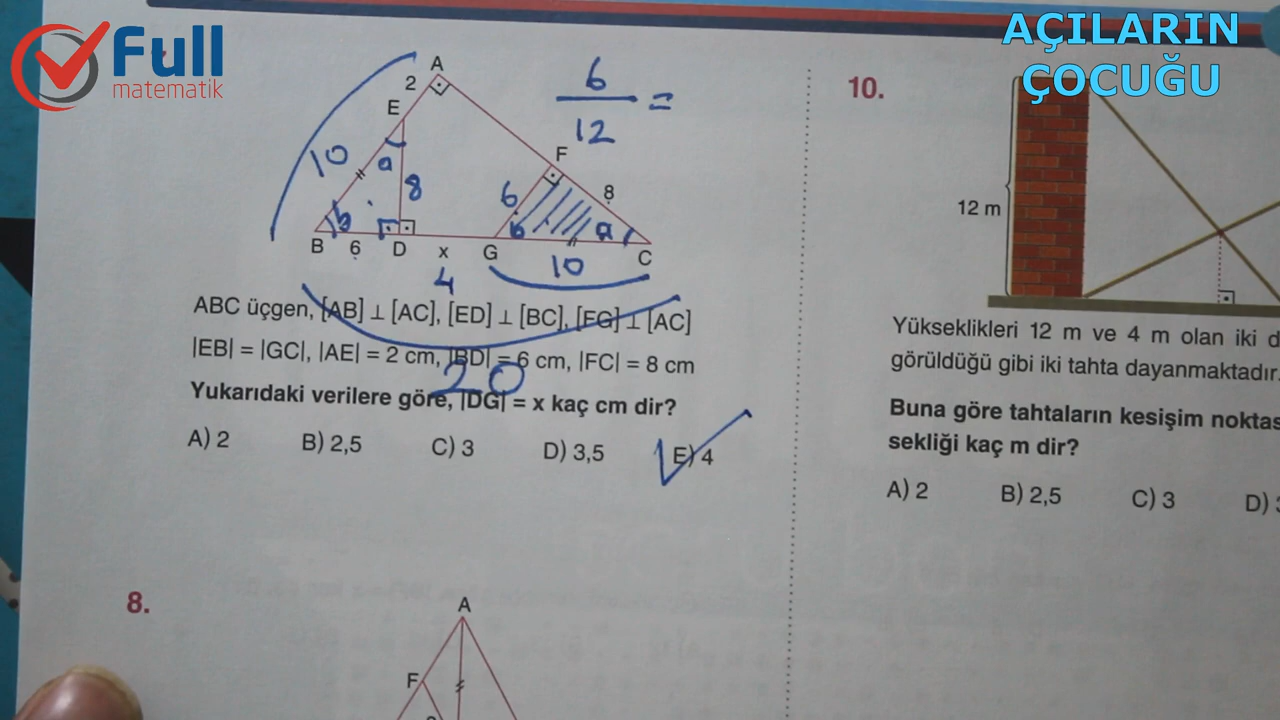 Full
matematik
AÇILARIN
ÇOCUĞU
A
2
E
10
a
8
b
B
6
D
x
4
G
10
C
F
6
8
b
a
6
12
=
ABC üçgen, [AB] ⊥ [AC], [ED] ⊥ [BC], [FG] ⊥ [AC]
|EB| = |GC|, |AE| = 2 cm, |BD| = 6 cm, |FC| = 8 cm
20
Yukarıdaki verilere göre, |DG| = x kaç cm dir?
A) 2 B) 2,5 C) 3 D) 3,5 E) 4
8.
A
F
10.
12 m
Yükseklikleri 12 m ve 4 m olan iki d
görüldüğü gibi iki tahta dayanmaktadır.
Buna göre tahtaların kesişim noktas
sekliği kaç m dir?
A) 2 B) 2,5 C) 3 D)